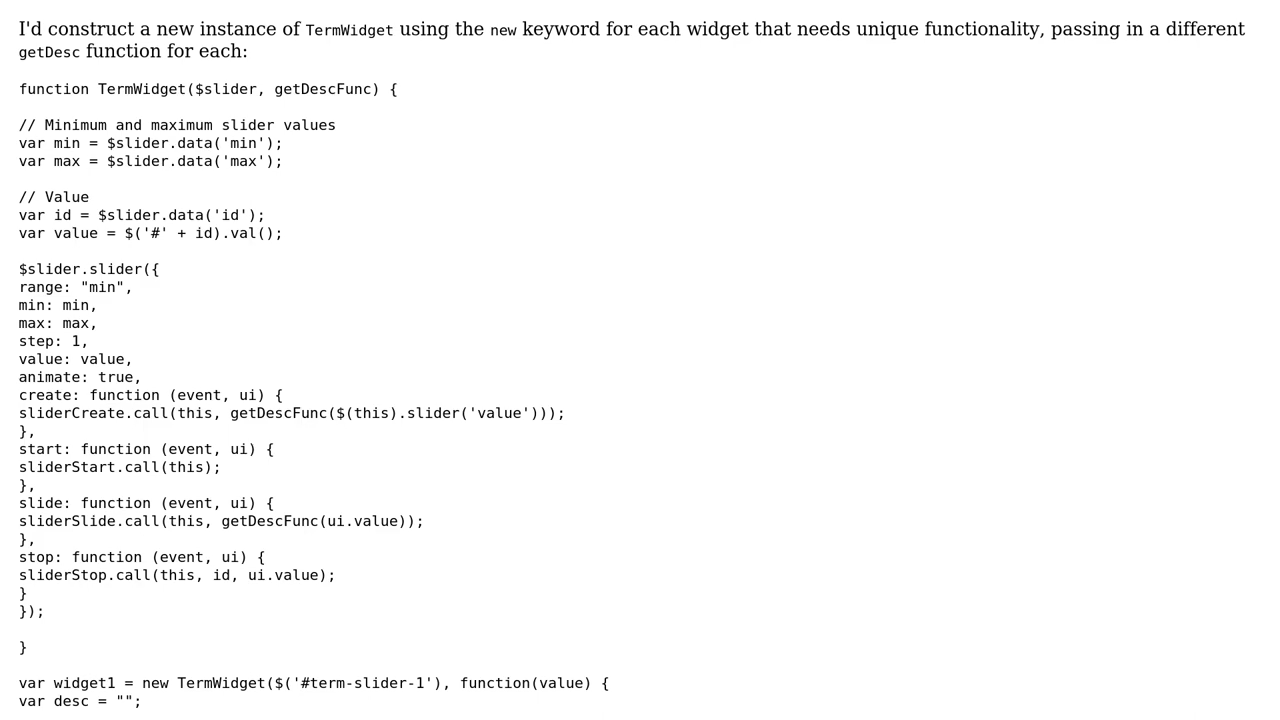 I'd construct a new instance of TermWidget using the new keyword for each widget that needs unique functionality, passing in a different
getDesc function for each:
function TermWidget($slider, getDescFunc) {
// Minimum and maximum slider values
var min = $slider.data('min');
var max = $slider.data('max');
// Value
var id = $slider.data('id');
var value = $('#' + id).val();
$slider.slider({
range: "min",
min: min,
max: max,
step: 1,
value: value,
animate: true,
create: function (event, ui) {
sliderCreate.call(this, getDescFunc($(this).slider('value')));
},
start: function (event, ui) {
sliderStart.call(this);
},
slide: function (event, ui) {
sliderSlide.call(this, getDescFunc(ui.value));
},
stop: function (event, ui) {
sliderStop.call(this, id, ui.value);
}
});
}
var widget1 = new TermWidget($('#term-slider-1'), function(value) {
var desc = "";